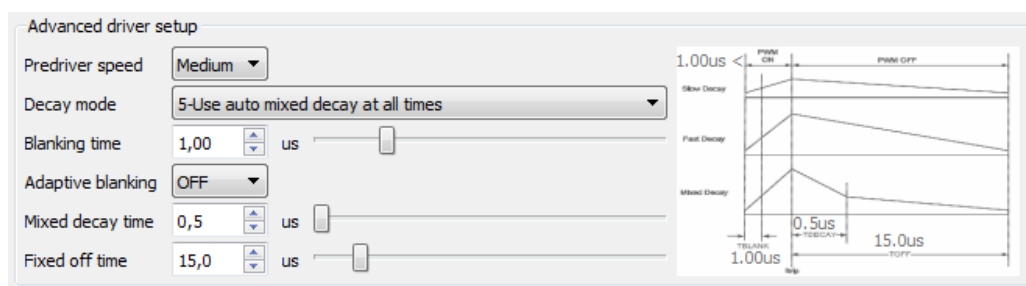 Advanced driver setup
Predriver speed Medium
Decay mode 5-Use auto mixed decay at all times
Blanking time 1,00 us
Adaptive blanking OFF
Mixed decay time 0,5 us
Fixed off time 15,0 us
1.00us <
PWM
ON
PWM OFF
Slow Decay
Fast Decay
Mixed Decay
0.5us
TDECAY
15.0us
TBLANK
TOFF
1.00us
Itrip